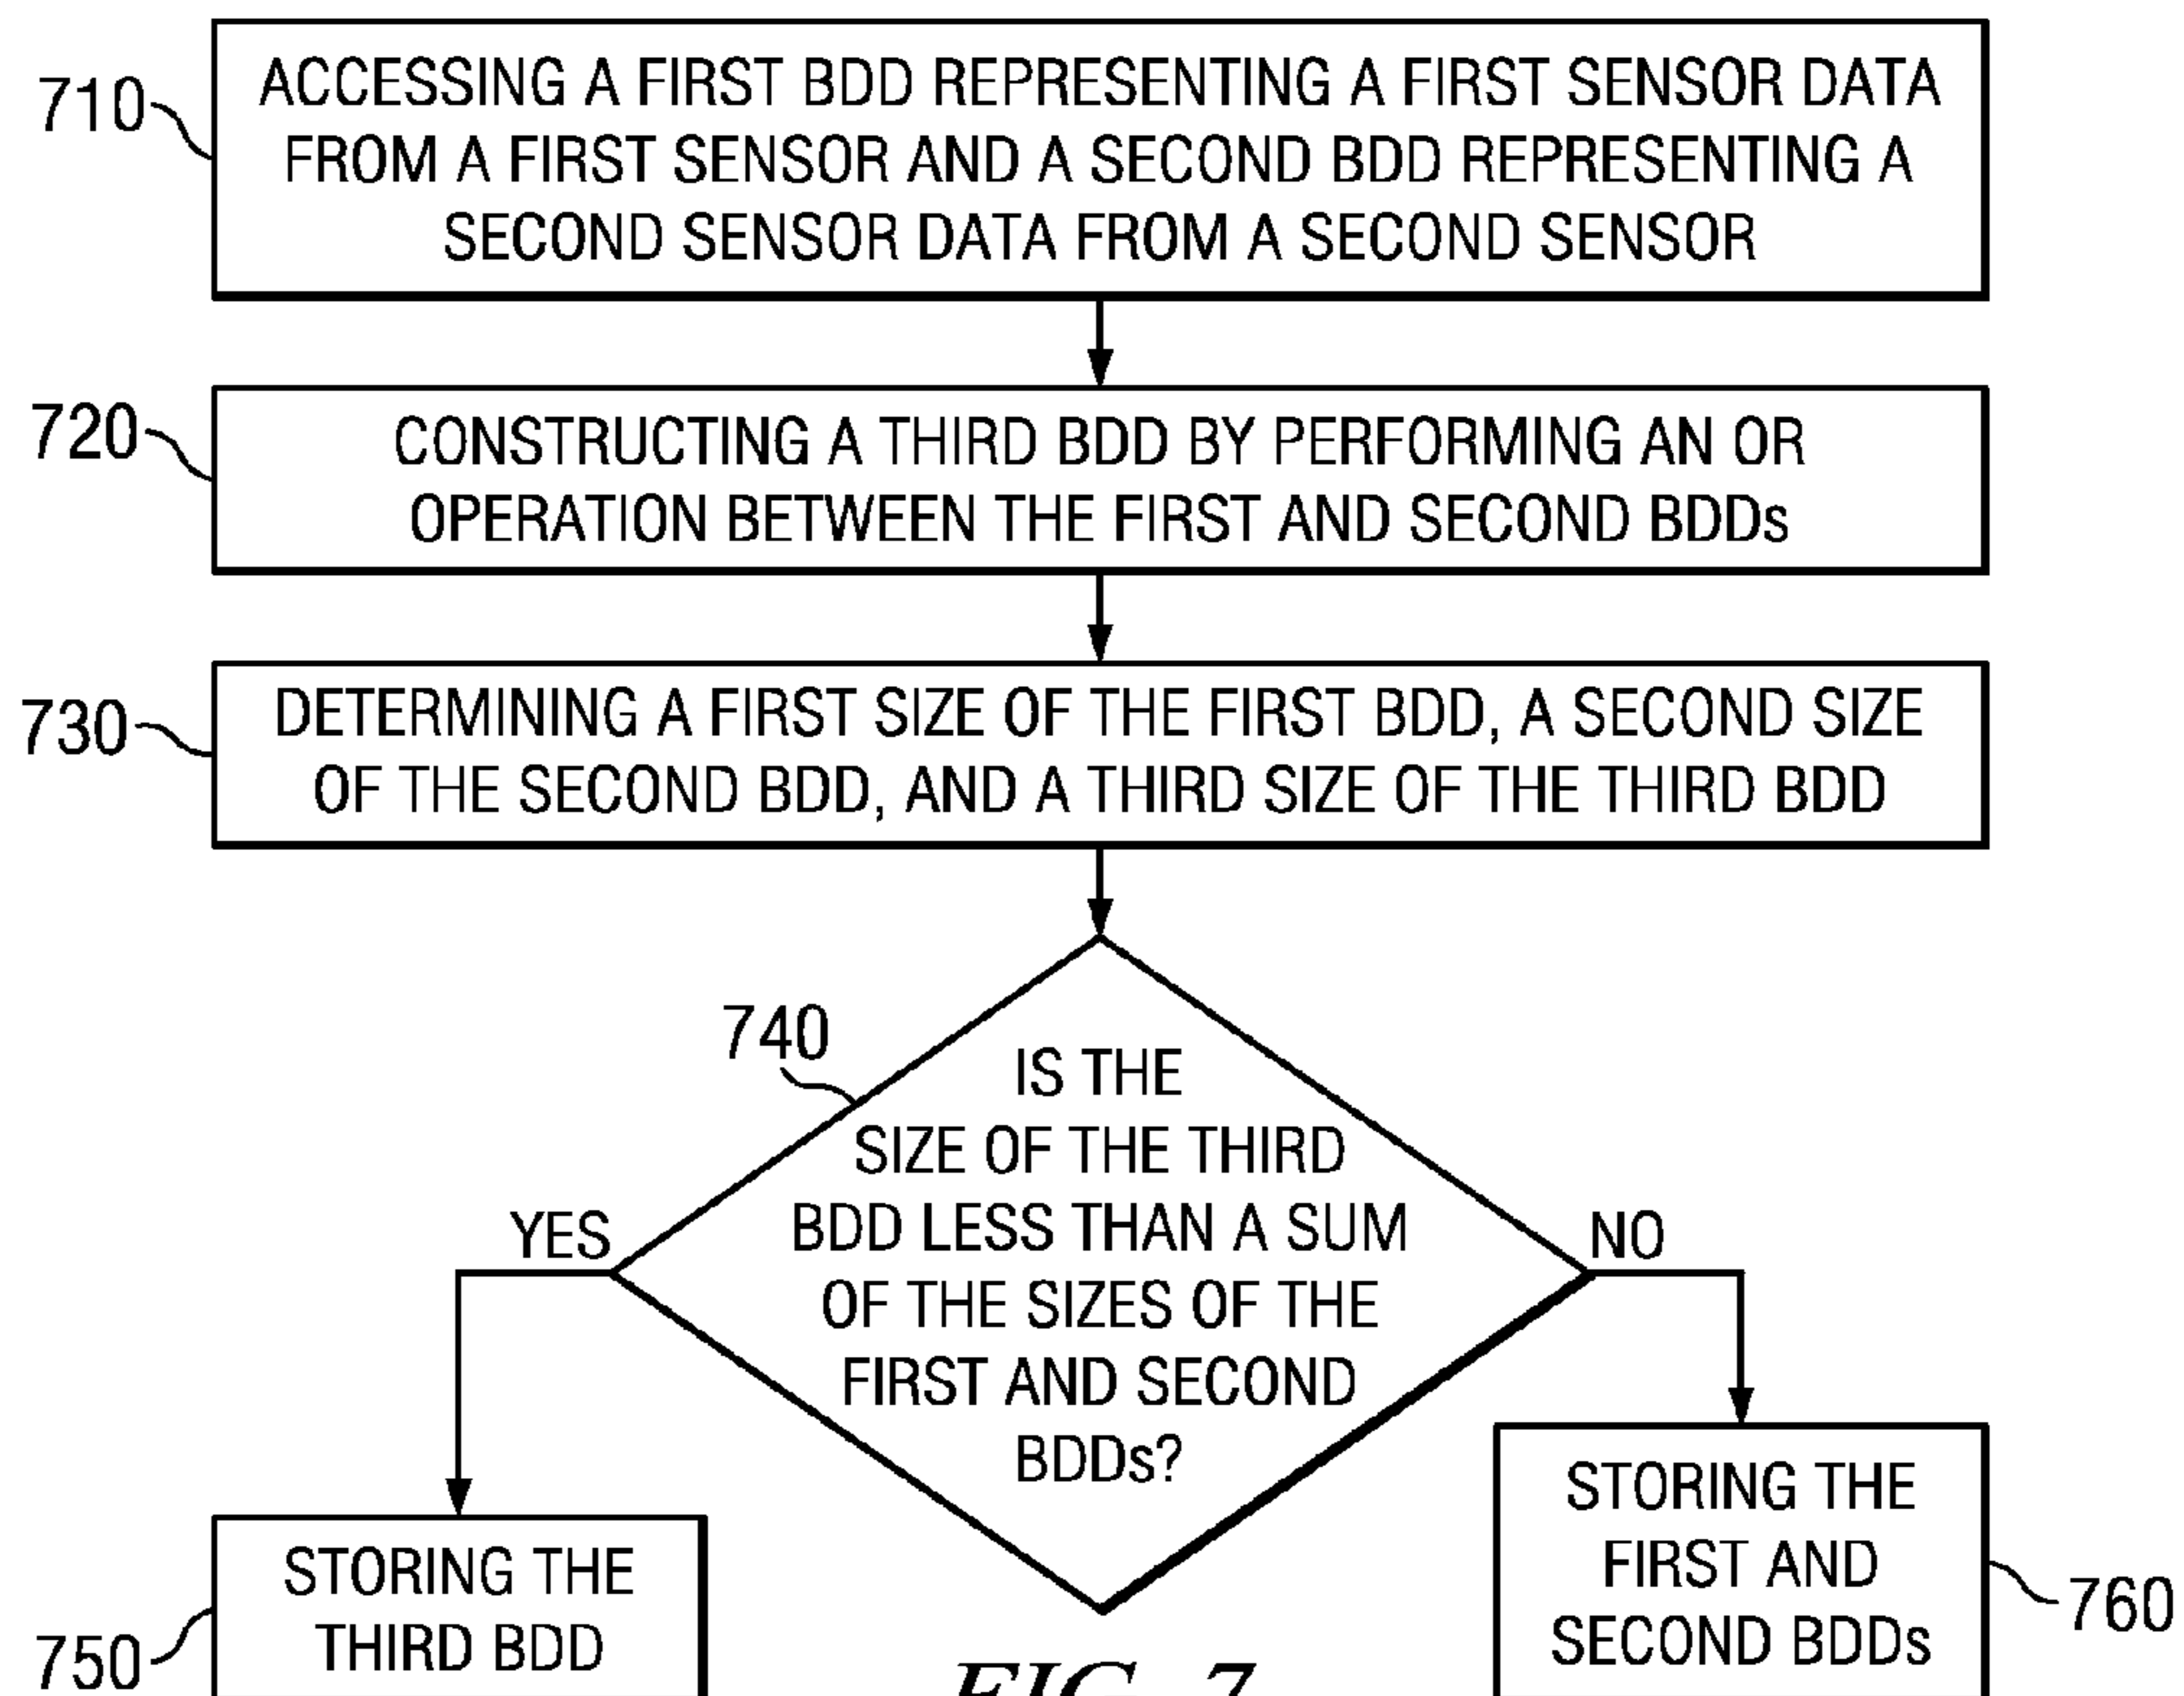 710
ACCESSING A FIRST BDD REPRESENTING A FIRST SENSOR DATA
FROM A FIRST SENSOR AND A SECOND BDD REPRESENTING A
SECOND SENSOR DATA FROM A SECOND SENSOR
720
CONSTRUCTING A THIRD BDD BY PERFORMING AN OR
OPERATION BETWEEN THE FIRST AND SECOND BDDs
730
DETERMINING A FIRST SIZE OF THE FIRST BDD, A SECOND SIZE
OF THE SECOND BDD, AND A THIRD SIZE OF THE THIRD BDD
740
IS THE
SIZE OF THE THIRD
BDD LESS THAN A SUM
OF THE SIZES OF THE
FIRST AND SECOND
BDDs?
YES
NO
STORING THE
THIRD BDD
750
STORING THE
FIRST AND
SECOND BDDs
760
FIG. 7